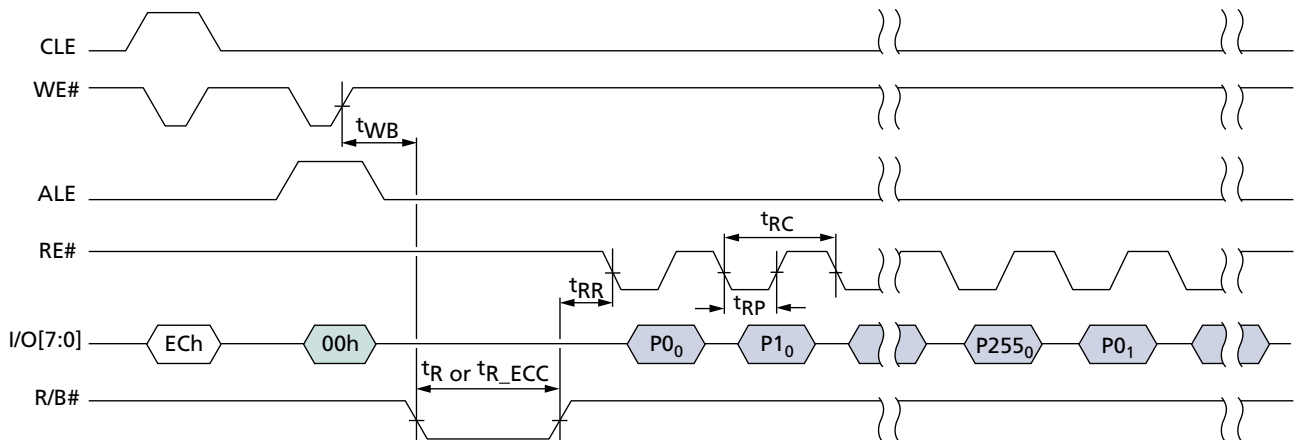 CLE
WE#
tWB
ALE
tRC
RE#
tRR
tRP
I/O[7:0]
ECh
00h
P0₀
P1₀
P255₀
P0₁
tR or tR_ECC
R/B#